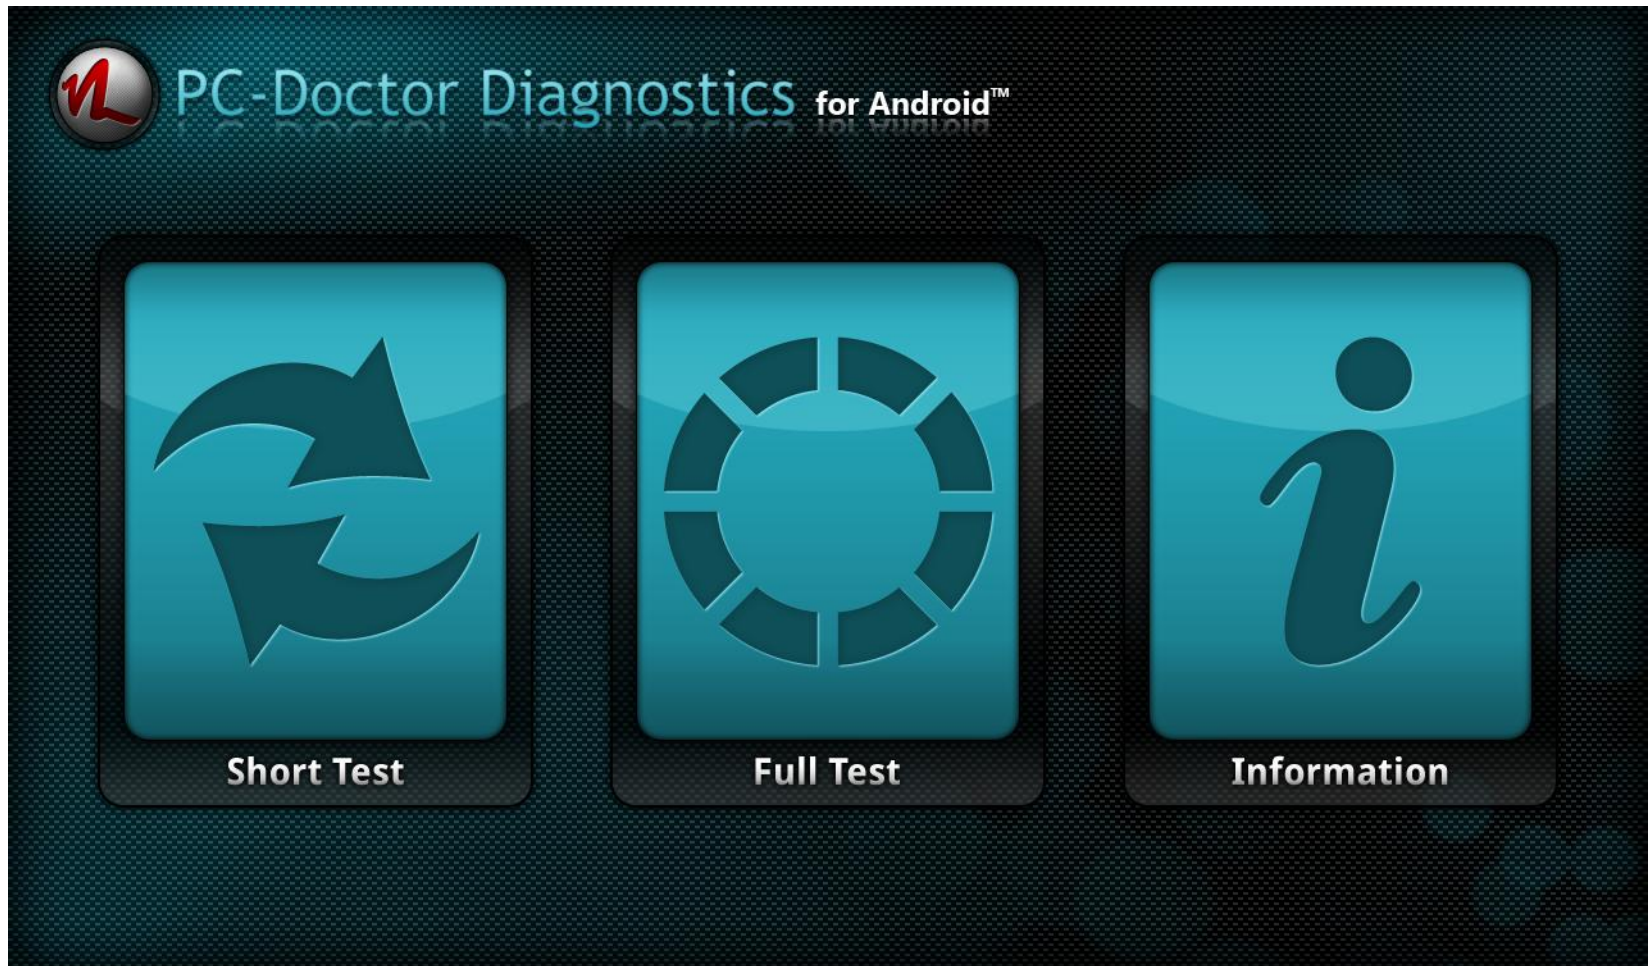 PC-Doctor Diagnostics for Android™
Short Test
Full Test
Information